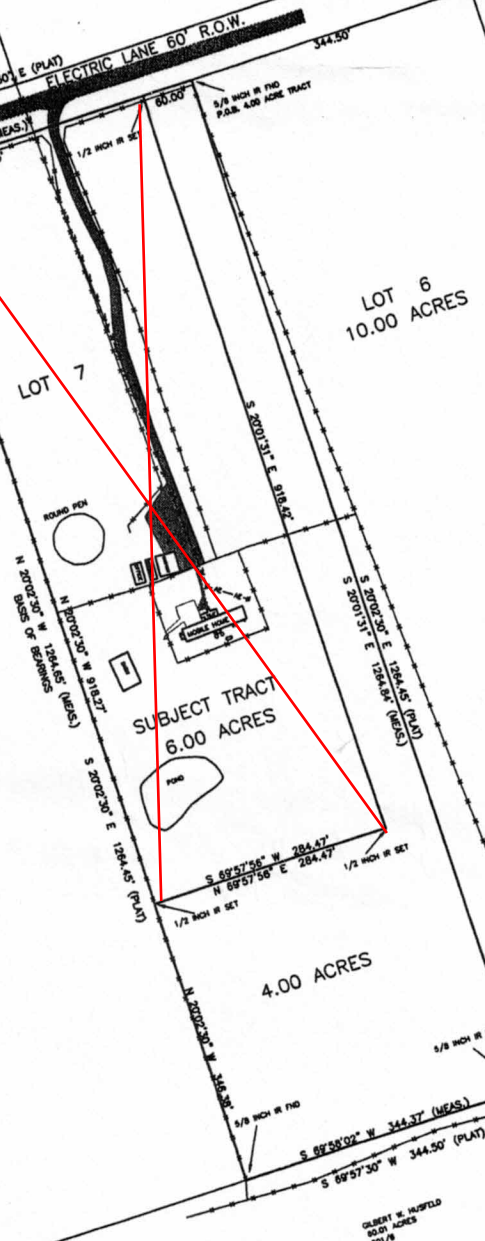 ELECTRIC LANE 60' R.O.W.
E (PLAT)
344.50'
60.00'
5/8 INCH IR FND
P.O.B. 4.00 ACRE TRACT
1/2 INCH IR SET
LOT 6
10.00 ACRES
LOT 7
S 20°01'31" E 918.42'
ROUND PEN
N 20°02'30" W 1264.65' (MEAS.)
BASIS OF BEARINGS
N 20°02'30" W 918.27'
S 20°02'30" E 1264.45' (PLAT)
S 20°01'31" E 1264.84' (MEAS.)
MOBILE HOME
SUBJECT TRACT
6.00 ACRES
POND
S 20°02'30" E 1264.45' (PLAT)
S 69°57'56" W 284.47'
N 69°57'56" E 284.47'
1/2 INCH IR SET
1/2 INCH IR SET
4.00 ACRES
N 20°02'30" W 346.38'
5/8 INCH IR
5/8 INCH IR FND
S 69°58'02" W 344.37' (MEAS.)
S 69°57'30" W 344.50' (PLAT)
GILBERT W. HUSFELD
60.01 ACRES